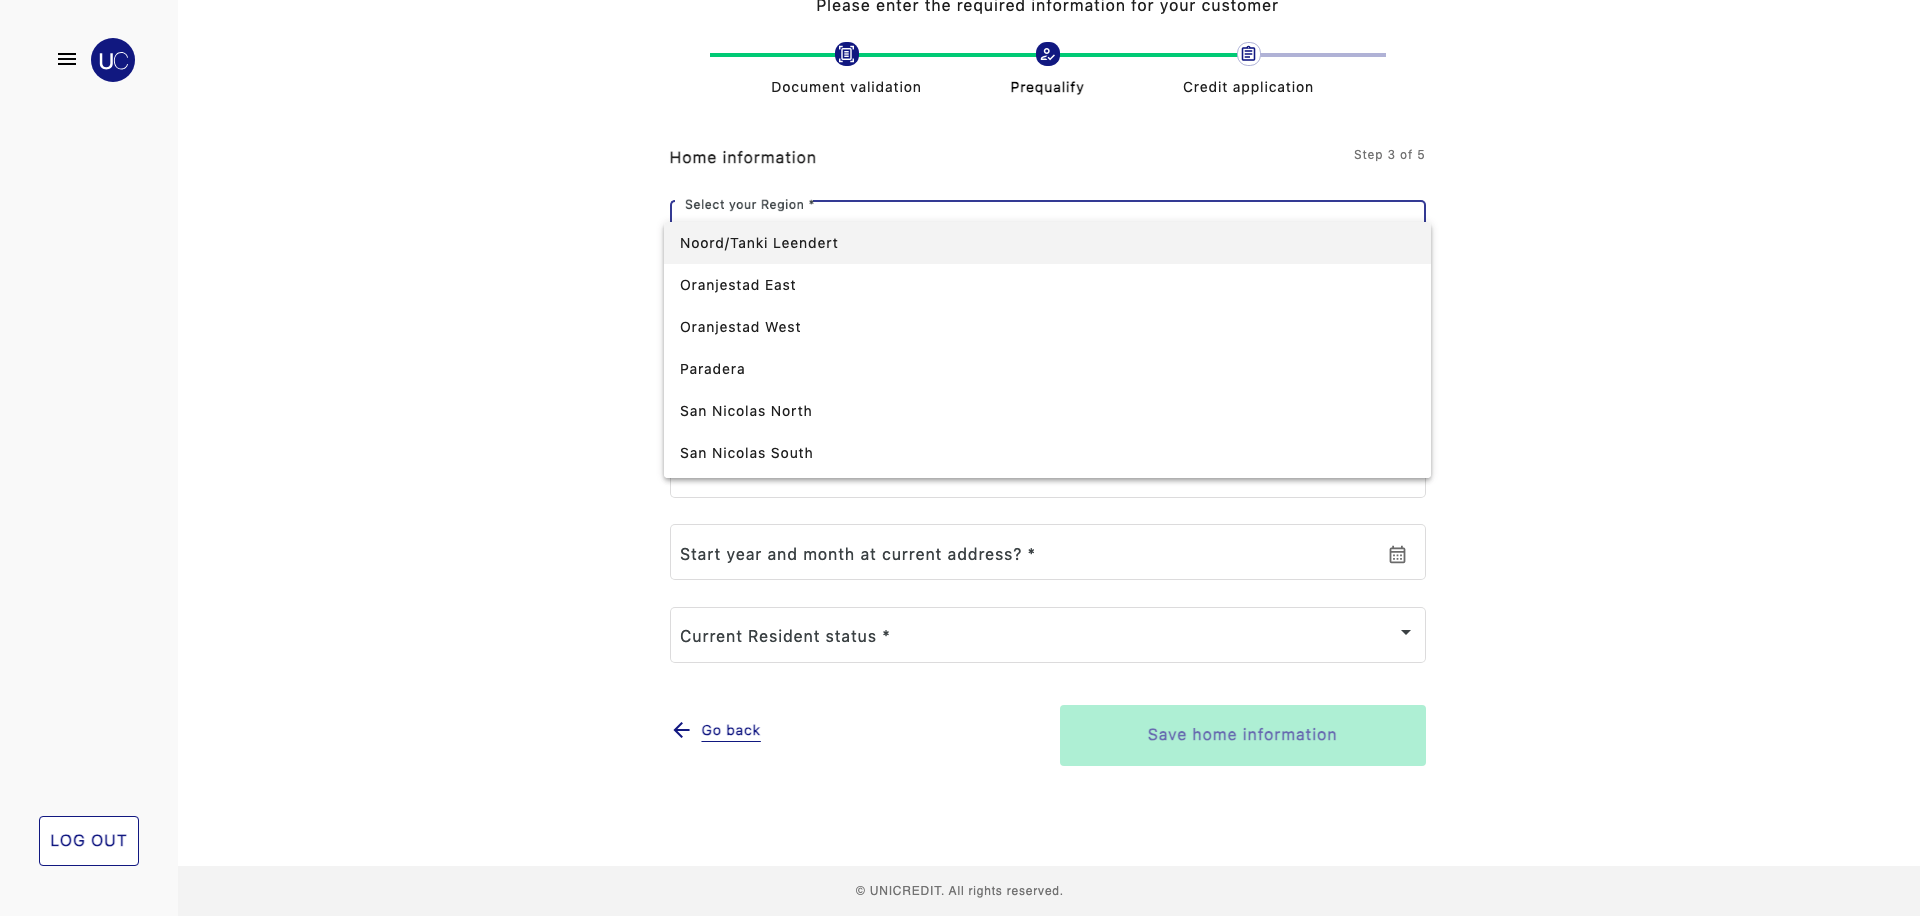 Please enter the required information for your customer
UC
Document validation
Prequalify
Credit application
Home information
Step 3 of 5
Select your Region *
Noord/Tanki Leendert
Oranjestad East
Oranjestad West
Paradera
San Nicolas North
San Nicolas South
Start year and month at current address? *
Current Resident status *
Go back
Save home information
LOG OUT
© UNICREDIT. All rights reserved.